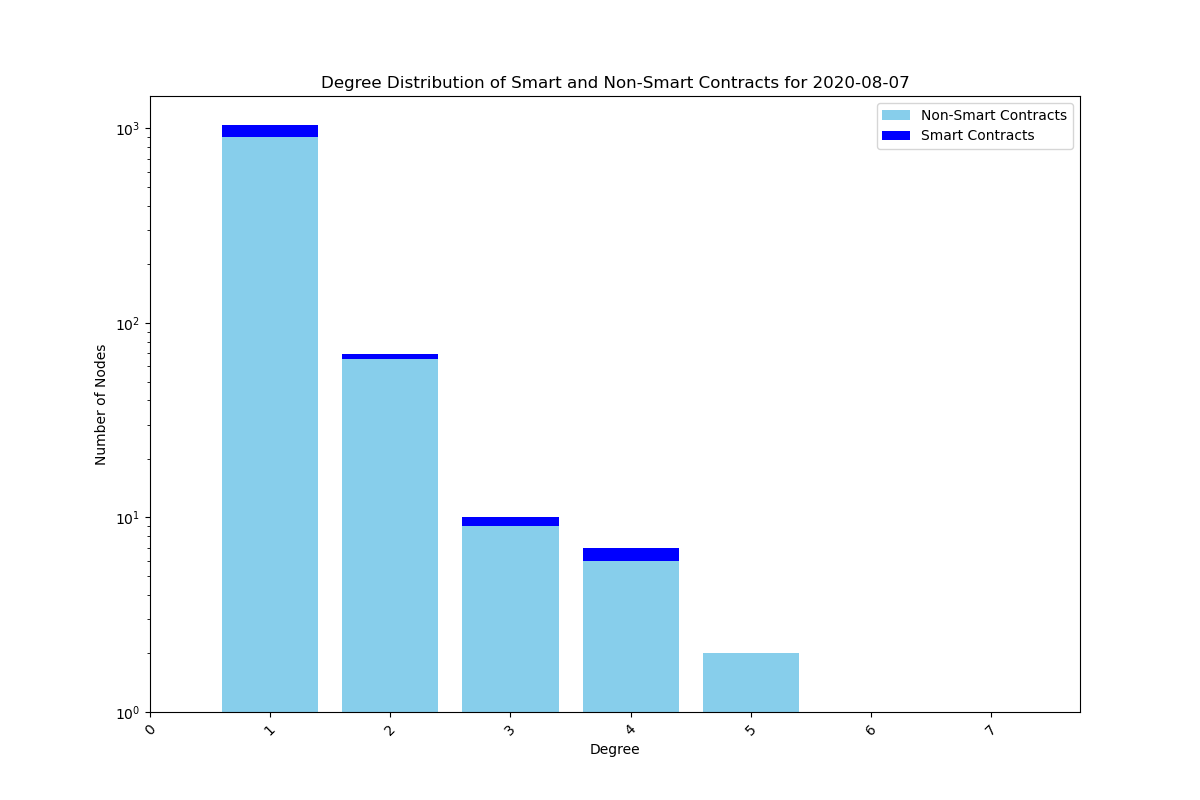 Degree Distribution of Smart and Non-Smart Contracts for 2020-08-07
Non-Smart Contracts
Smart Contracts
Number of Nodes
10³
10²
10¹
10⁰
0 1 2 3 4 5 6 7
Degree